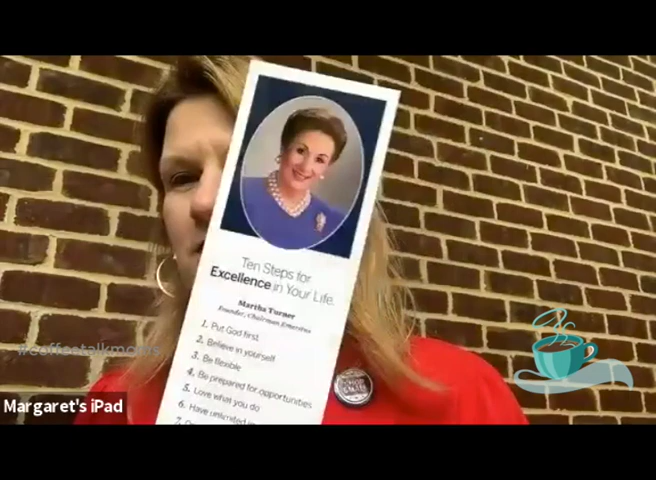 Ten Steps for
Excellence in Your Life.
Martha Turner
Founder, Chairman Emeritus
1. Put God first
2. Believe in yourself
3. Be flexible
4. Be prepared for opportunities
5. Love what you do
6. Have unlimited
7.
#coffeetalkmoms
Margaret's iPad